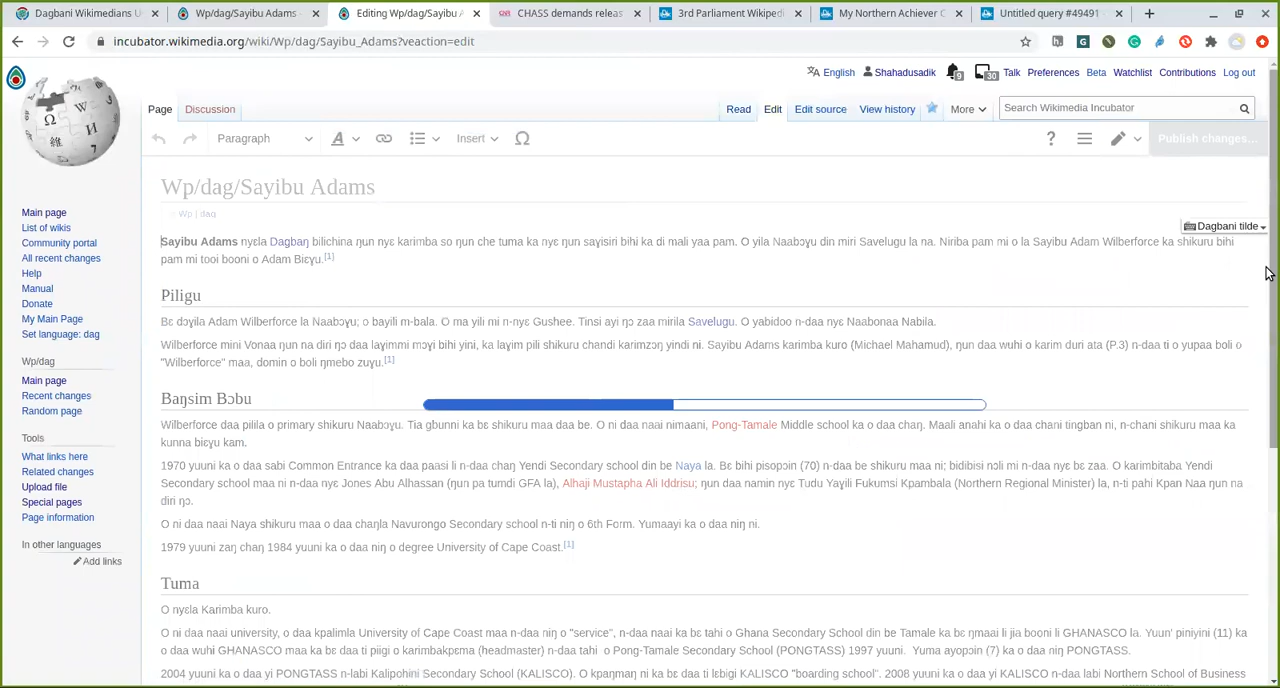 Dagbani Wikimedians U
Wp/dag/Sayibu Adams -
Editing Wp/dag/Sayibu A
CHASS demands releas
3rd Parliament Wikiped
My Northern Achiever C
Untitled query #49491
incubator.wikimedia.org/wiki/Wp/dag/Sayibu_Adams?veaction=edit
English Shahadusadik 9 30 Talk Preferences Beta Watchlist Contributions Log out
Page Discussion Read Edit Edit source View history More Search Wikimedia Incubator
Paragraph A Insert Ω ? Publish changes...
Wp/dag/Sayibu Adams
Wp | dag
Dagbani tilde
Sayibu Adams nyɛla Dagbaŋ bilichina ŋun nyɛ karimba so ŋun che tuma ka nyɛ ŋun saɣisiri bihi ka di mali yaa pam. O yila Naabɔɣu din miri Savelugu la na. Niriba pam mi o la Sayibu Adam Wilberforce ka shikuru bihi
pam mi tooi booni o Adam Biɛɣu.[1]
Piligu
Bɛ dɔɣila Adam Wilberforce la Naabɔɣu; o bayili m-bala. O ma yili mi n-nyɛ Gushee. Tinsi ayi ŋɔ zaa mirila Savelugu. O yabidoo n-daa nyɛ Naabonaa Nabila.
Wilberforce mini Vonaa ŋun na diri ŋɔ daa laɣimmi mɔɣi bihi yini, ka laɣim pili shikuru chandi karimzɔŋ yindi ni. Sayibu Adams karimba kuro (Michael Mahamud), ŋun daa wuhi o karim duri ata (P.3) n-daa ti o yupaa boli o
"Wilberforce" maa, domin o boli ŋmebo zuɣu.[1]
Baŋsim Bɔbu
Wilberforce daa pilila o primary shikuru Naabɔɣu. Tia gbunni ka bɛ shikuru maa daa be. O ni daa naai nimaani, Pong-Tamale Middle school ka o daa chaŋ. Maali anahi ka o daa chani tingban ni, n-chani shikuru maa ka
kunna biɛɣu kam.
1970 yuuni ka o daa sabi Common Entrance ka daa paasi li n-daa chaŋ Yendi Secondary school din be Naya la. Bɛ bihi pisopɔin (70) n-daa be shikuru maa ni; bidibisi nɔli mi n-daa nyɛ bɛ zaa. O karimbitaba Yendi
Secondary school maa ni n-daa nyɛ Jones Abu Alhassan (ŋun pa tumdi GFA la), Alhaji Mustapha Ali Iddrisu; ŋun daa namin nyɛ Tudu Yaɣili Fukumsi Kpambala (Northern Regional Minister) la, n-ti pahi Kpan Naa ŋun na
diri ŋɔ.
O ni daa naai Naya shikuru maa o daa chaŋla Navurongo Secondary school n-ti niŋ o 6th Form. Yumaayi ka o daa niŋ ni.
1979 yuuni zaŋ chaŋ 1984 yuuni ka o daa niŋ o degree University of Cape Coast.[1]
Tuma
O nyɛla Karimba kuro.
O ni daa naai university, o daa kpalimla University of Cape Coast maa n-daa niŋ o "service", n-daa naai ka bɛ tahi o Ghana Secondary School din be Tamale ka bɛ ŋmaai li jia booni li GHANASCO la. Yuun' piniyini (11) ka
o daa wuhi GHANASCO maa ka bɛ daa ti piigi o karimbakpɛma (headmaster) n-daa tahi o Pong-Tamale Secondary School (PONGTASS) 1997 yuuni. Yuma ayopɔin (7) ka o daa niŋ PONGTASS.
2004 yuuni ka o daa yi PONGTASS n-labi Kalipohini Secondary School (KALISCO). O kpaŋmaŋ ni ka bɛ daa ti lɛbigi KALISCO "boarding school". 2008 yuuni ka o daa yi KALISCO n-daa labi Northern School of Business
Main page
List of wikis
Community portal
All recent changes
Help
Manual
Donate
My Main Page
Set language: dag
Wp/dag
Main page
Recent changes
Random page
Tools
What links here
Related changes
Upload file
Special pages
Page information
In other languages
Add links